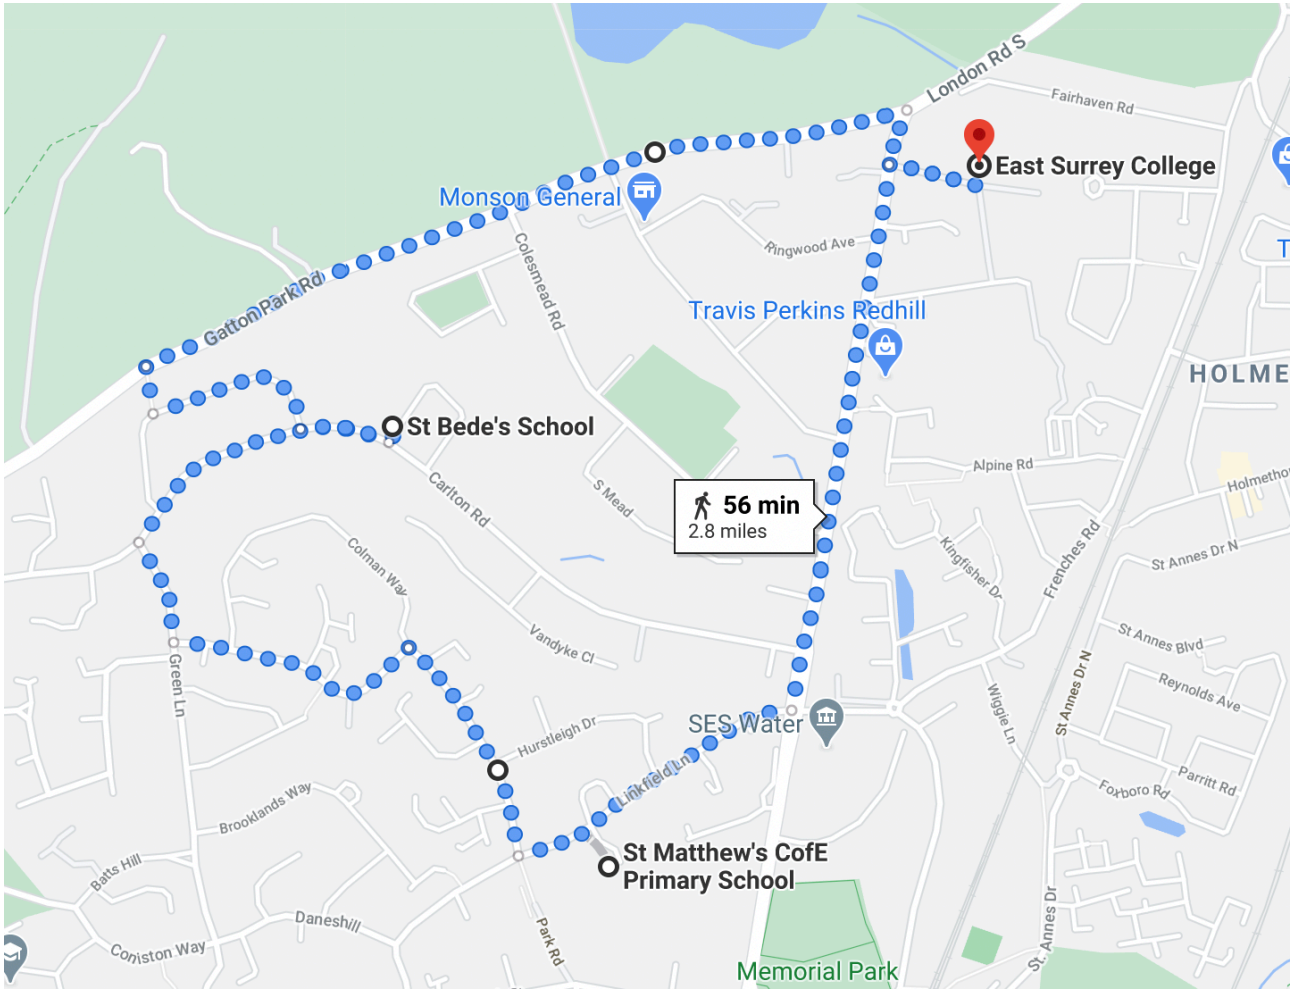 London Rd S
Fairhaven Rd
East Surrey College
Monson General
Ringwood Ave
Colesmead Rd
T
Gatton Park Rd
Travis Perkins Redhill
HOLME
St Bede's School
Alpine Rd
Carlton Rd
S Mead
56 min
2.8 miles
Holmetho
Colman Way
Kingfisher Dr
Frenches Rd
St Annes Dr N
Vandyke Cl
St Annes Blvd
Green Ln
St Annes Dr N
Reynolds Ave
Wiggie Ln
SES Water
Hurstleigh Dr
Linkfield Ln
Parritt Rd
Foxboro Rd
Brooklands Way
St Matthew's CofE
Primary School
Batts Hill
Daneshill
Park Rd
Coniston Way
St. Annes Dr
Memorial Park